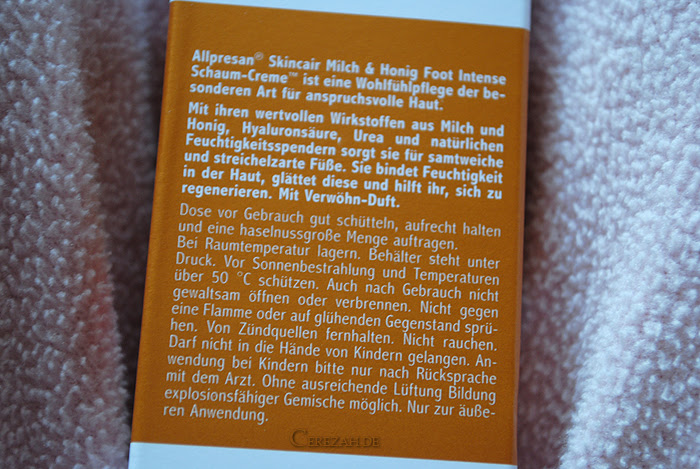 Allpresan® Skincair Milch & Honig Foot Intense
Schaum-Creme™ ist eine Wohlfühlpflege der be-
sonderen Art für anspruchsvolle Haut.
Mit ihren wertvollen Wirkstoffen aus Milch und
Honig, Hyaluronsäure, Urea und natürlichen
Feuchtigkeitsspendern sorgt sie für samtweiche
und streichelzarte Füße. Sie bindet Feuchtigkeit
in der Haut, glättet diese und hilft ihr, sich zu
regenerieren. Mit Verwöhn-Duft.
Dose vor Gebrauch gut schütteln, aufrecht halten
und eine haselnussgroße Menge auftragen.
Bei Raumtemperatur lagern. Behälter steht unter
Druck. Vor Sonnenbestrahlung und Temperaturen
über 50 °C schützen. Auch nach Gebrauch nicht
gewaltsam öffnen oder verbrennen. Nicht gegen
eine Flamme oder auf glühenden Gegenstand sprü-
hen. Von Zündquellen fernhalten. Nicht rauchen.
Darf nicht in die Hände von Kindern gelangen. An-
wendung bei Kindern bitte nur nach Rücksprache
mit dem Arzt. Ohne ausreichende Lüftung Bildung
explosionsfähiger Gemische möglich. Nur zur äuße-
ren Anwendung.
CEREZAH.DE